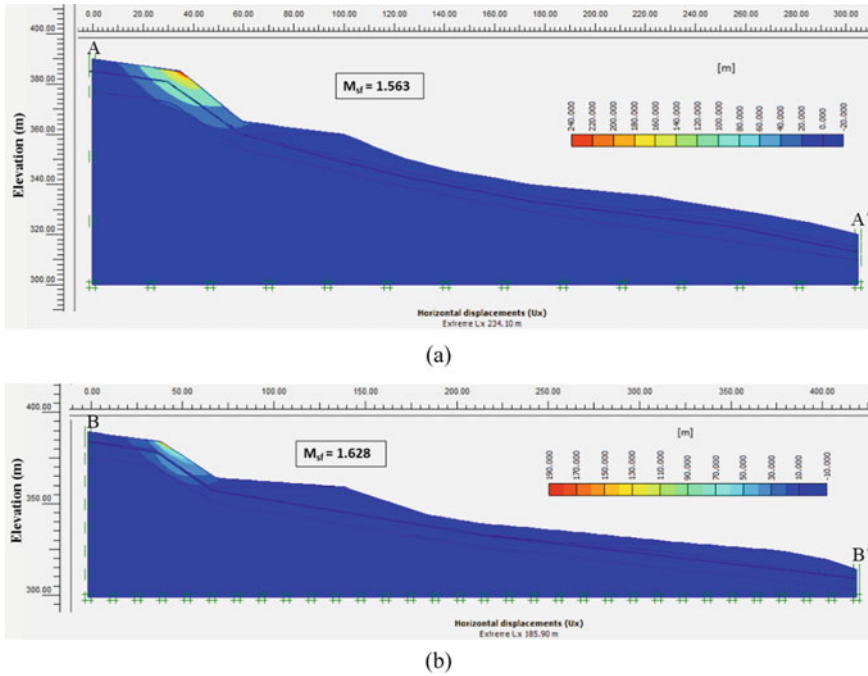 0.00 20.00 40.00 60.00 80.00 100.00 120.00 140.00 160.00 180.00 200.00 220.00 240.00 260.00 280.00 300.00
400.00
A
380.00
Msf = 1.563
[m]
360.00
240.000 220.000 200.000 180.000 160.000 140.000 120.000 100.000 80.000 60.000 40.000 20.000 0.000 -20.000
Elevation (m)
340.00
320.00
A'
300.00
Horizontal displacements (Ux)
Extreme Ux 234.10 m
(a)
0.00 50.00 100.00 150.00 200.00 250.00 300.00 350.00 400.00
400.00
B
Msf = 1.628
[m]
190.000 170.000 150.000 130.000 110.000 90.000 70.000 50.000 30.000 10.000 -10.000
Elevation (m)
350.00
B'
300.00
Horizontal displacements (Ux)
Extreme Ux 185.90 m
(b)